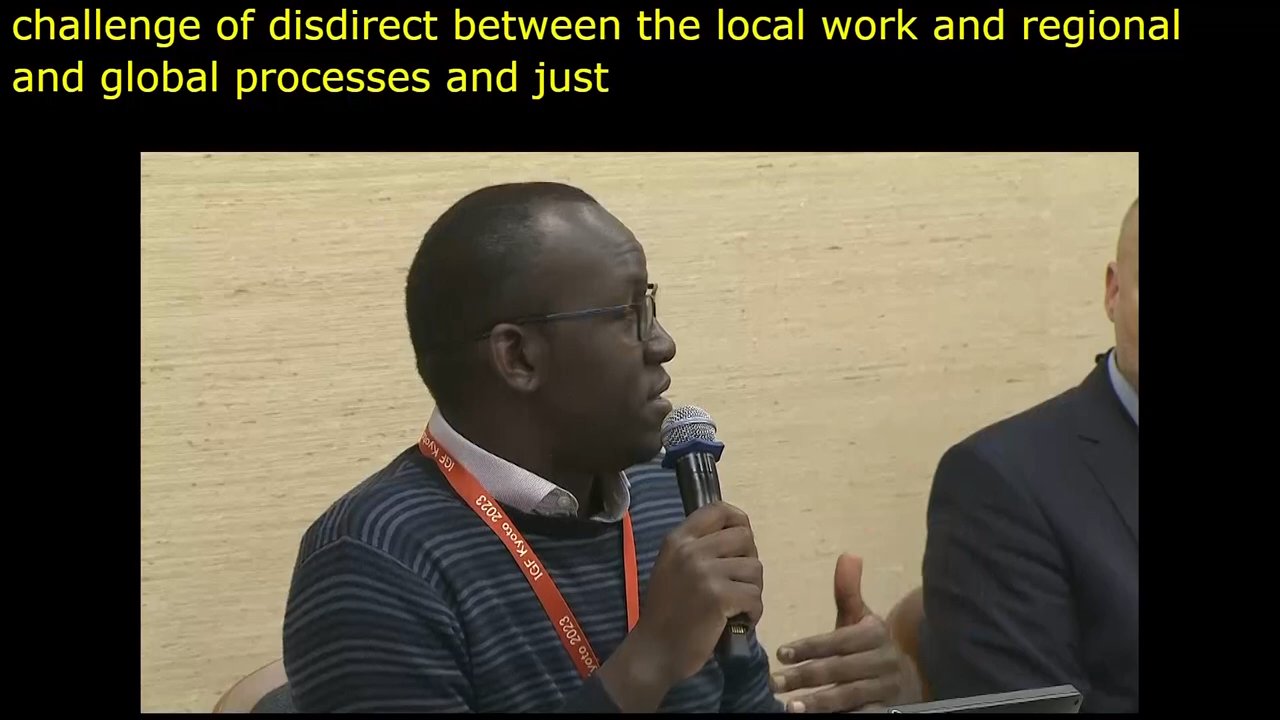 challenge of disdirect between the local work and regional
and global processes and just
IGF Kyoto
IGF Kyoto 2023
yoto 2023